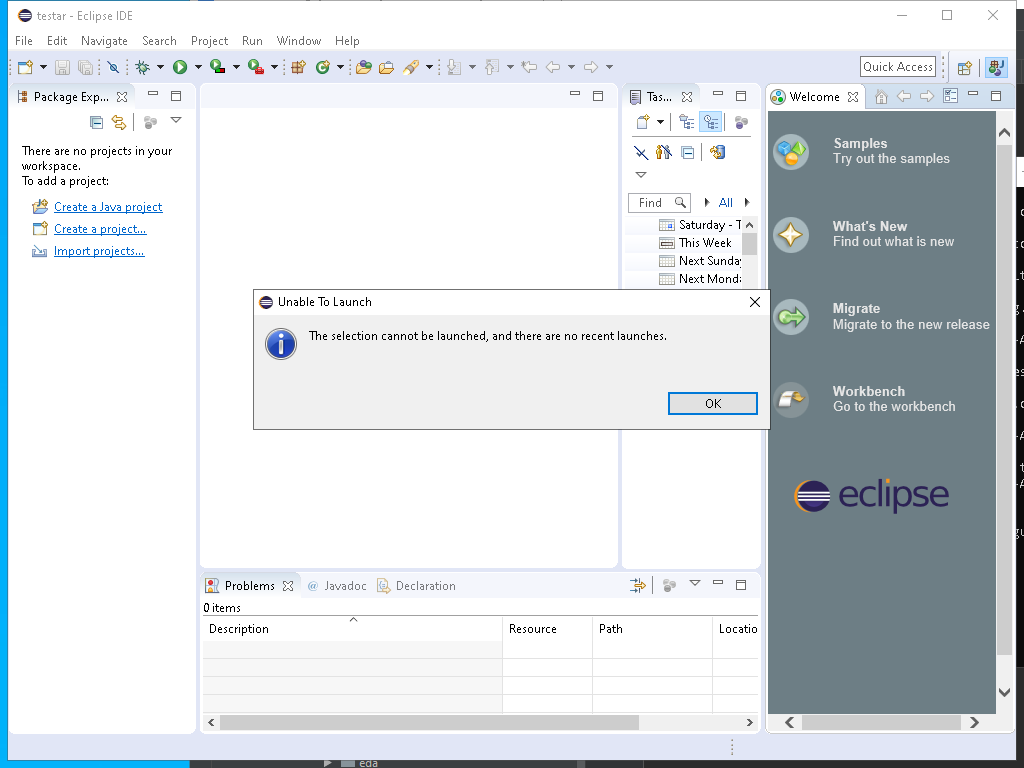 testar - Eclipse IDE
File Edit Navigate Search Project Run Window Help
Quick Access
Package Exp...
There are no projects in your
workspace.
To add a project:
Create a Java project
Create a project...
Import projects...
Tas...
Find
All
Saturday - T
This Week
Next Sunday
Next Monda
Welcome
Samples
Try out the samples
What's New
Find out what is new
Migrate
Migrate to the new release
Workbench
Go to the workbench
eclipse
Unable To Launch
The selection cannot be launched, and there are no recent launches.
OK
Problems
@ Javadoc
Declaration
0 items
Description Resource Path Locatio
eda